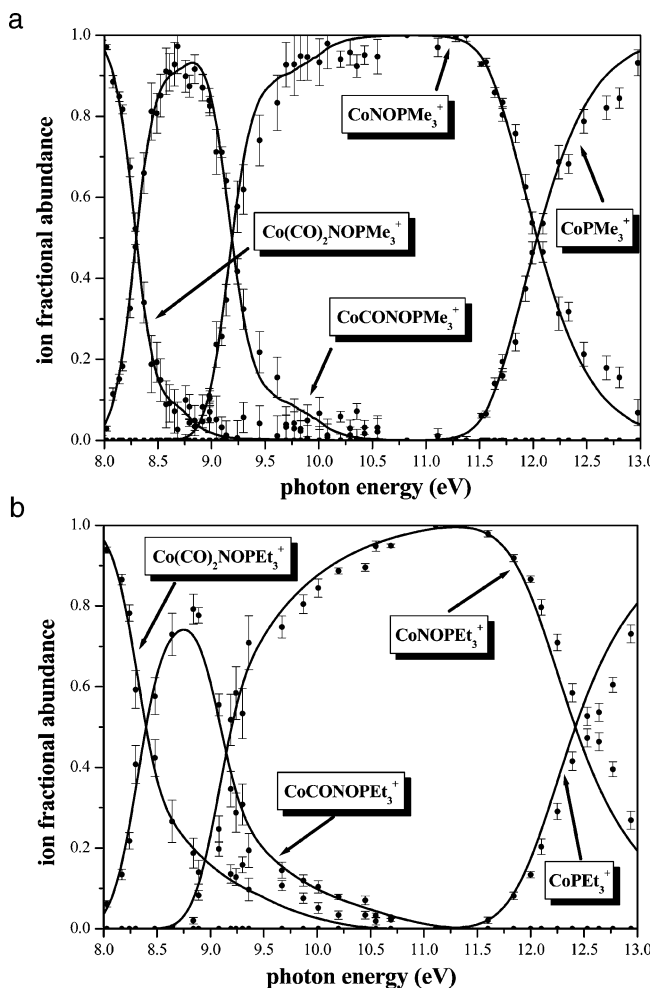 a
1.0
0.8
0.6
0.4
0.2
0.0
ion fractional abundance
CoNOPMe₃⁺
CoPMe₃⁺
Co(CO)₂NOPMe₃⁺
CoCONOPMe₃⁺
8.0 8.5 9.0 9.5 10.0 10.5 11.0 11.5 12.0 12.5 13.0
photon energy (eV)
b
1.0
0.8
0.6
0.4
0.2
0.0
ion fractional abundance
Co(CO)₂NOPEt₃⁺
CoNOPEt₃⁺
CoCONOPEt₃⁺
CoPEt₃⁺
8.0 8.5 9.0 9.5 10.0 10.5 11.0 11.5 12.0 12.5 13.0
photon energy (eV)